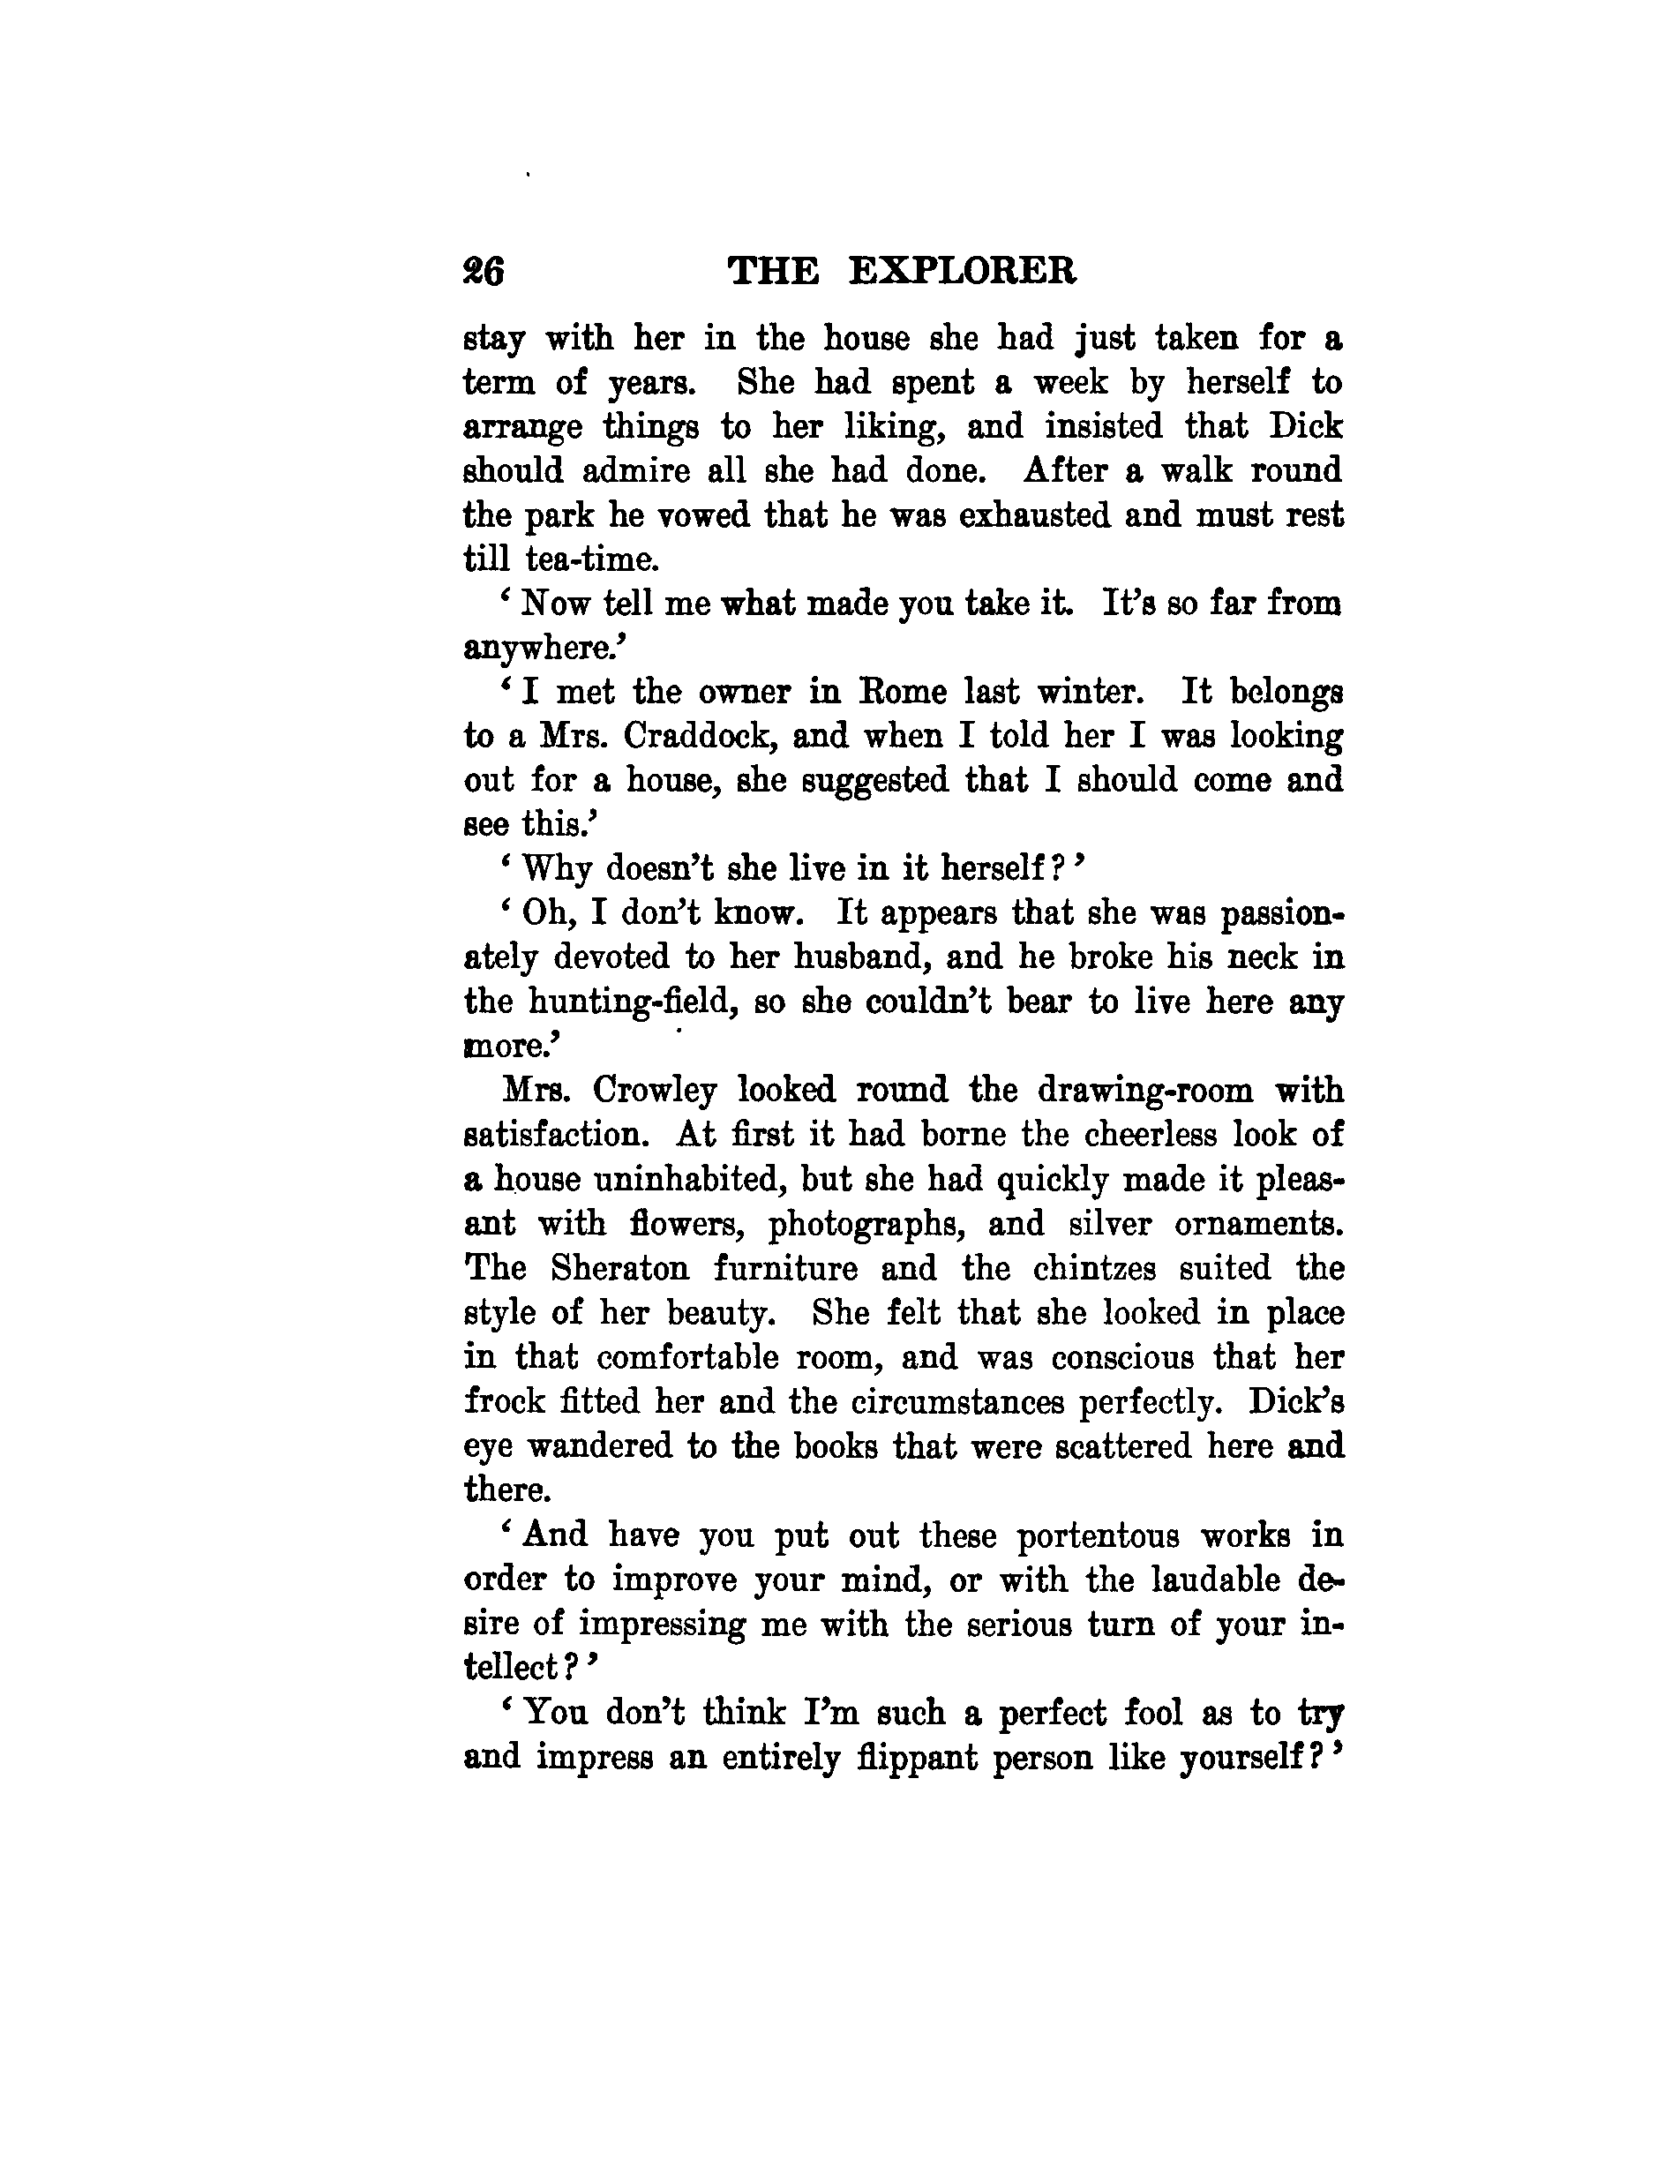 26 THE EXPLORER
stay with her in the house she had just taken for a
term of years. She had spent a week by herself to
arrange things to her liking, and insisted that Dick
should admire all she had done. After a walk round
the park he vowed that he was exhausted and must rest
till tea-time.
‘ Now tell me what made you take it. It’s so far from
anywhere.’
‘ I met the owner in Rome last winter. It belongs
to a Mrs. Craddock, and when I told her I was looking
out for a house, she suggested that I should come and
see this.’
‘ Why doesn’t she live in it herself? ’
‘ Oh, I don’t know. It appears that she was passion-
ately devoted to her husband, and he broke his neck in
the hunting-field, so she couldn’t bear to live here any
more.’
Mrs. Crowley looked round the drawing-room with
satisfaction. At first it had borne the cheerless look of
a house uninhabited, but she had quickly made it pleas-
ant with flowers, photographs, and silver ornaments.
The Sheraton furniture and the chintzes suited the
style of her beauty. She felt that she looked in place
in that comfortable room, and was conscious that her
frock fitted her and the circumstances perfectly. Dick’s
eye wandered to the books that were scattered here and
there.
‘ And have you put out these portentous works in
order to improve your mind, or with the laudable de-
sire of impressing me with the serious turn of your in-
tellect? ’
‘ You don’t think I’m such a perfect fool as to try
and impress an entirely flippant person like yourself? ’